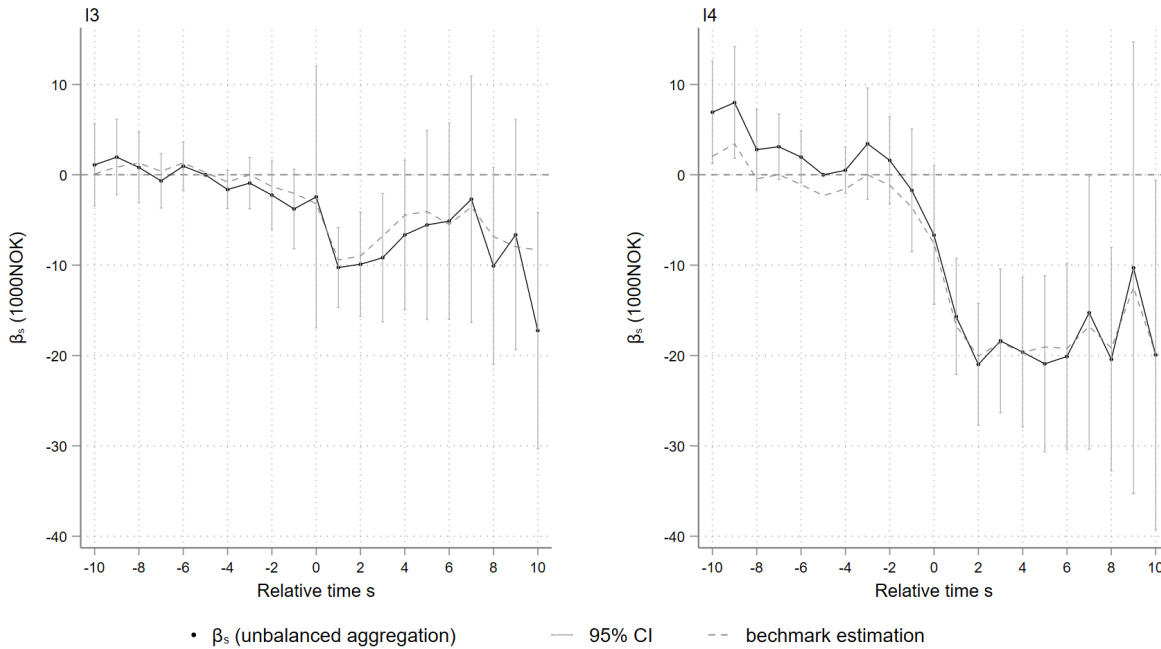 I3
10
0
-10
-20
-30
-40
βₛ (1000NOK)
-10 -8 -6 -4 -2 0 2 4 6 8 10
Relative time s
I4
10
0
-10
-20
-30
-40
βₛ (1000NOK)
-10 -8 -6 -4 -2 0 2 4 6 8 10
Relative time s
βₛ (unbalanced aggregation) 95% CI bechmark estimation